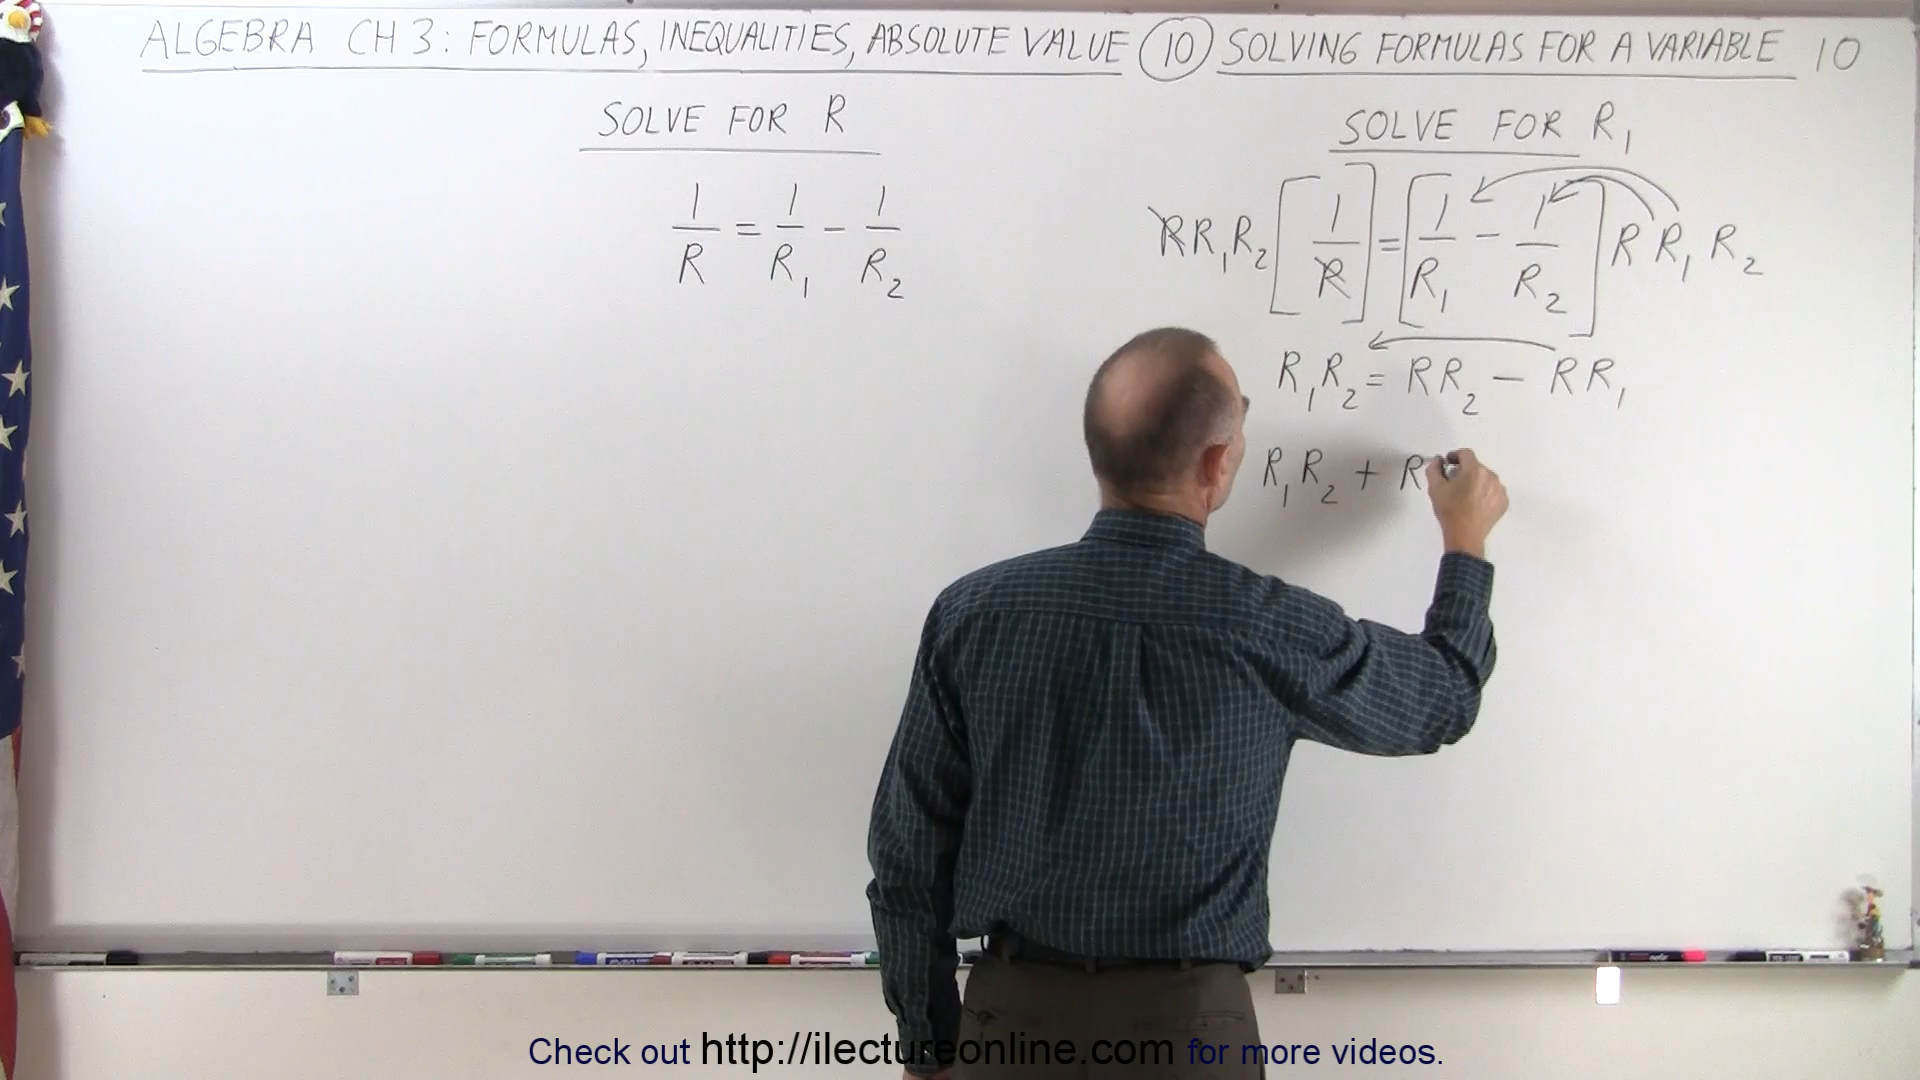 ALGEBRA CH 3: FORMULAS, INEQUALITIES, ABSOLUTE VALUE (10) SOLVING FORMULAS FOR A VARIABLE 10
SOLVE FOR R
1/R = 1/R₁ - 1/R₂
SOLVE FOR R₁
RR₁R₂ [1/R] = [1/R₁ - 1/R₂] R R₁ R₂
R₁R₂ = RR₂ - RR₁
R₁R₂ + R
Check out http://ilectureonline.com for more videos.